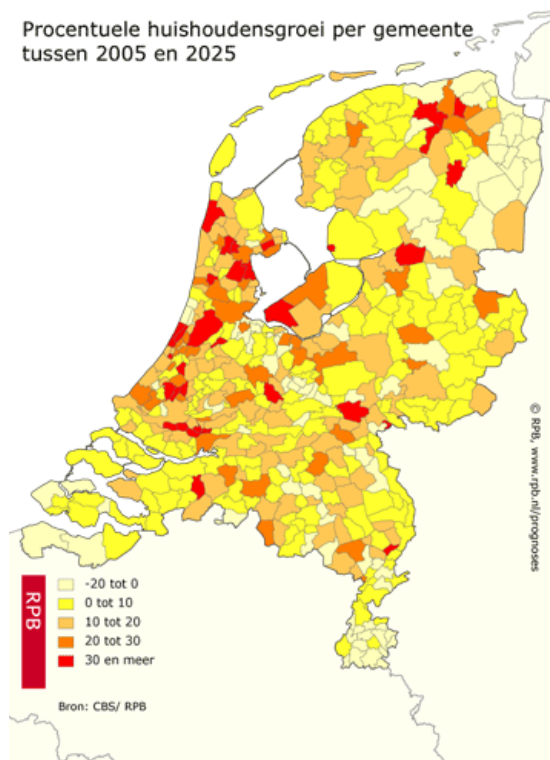 Procentuele huishoudensgroei per gemeente
tussen 2005 en 2025
© RPB, www.rpb.nl/prognoses
RPB
-20 tot 0
0 tot 10
10 tot 20
20 tot 30
30 en meer
Bron: CBS/ RPB